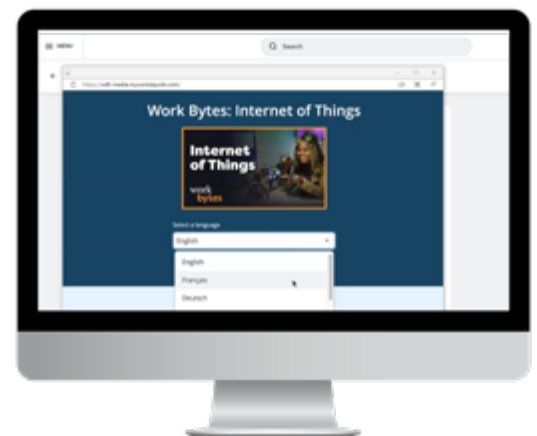 MENU
Search
Work Bytes: Internet of Things
Internet
of Things
work
bytes
Select a language
English
English
Français
Deutsch